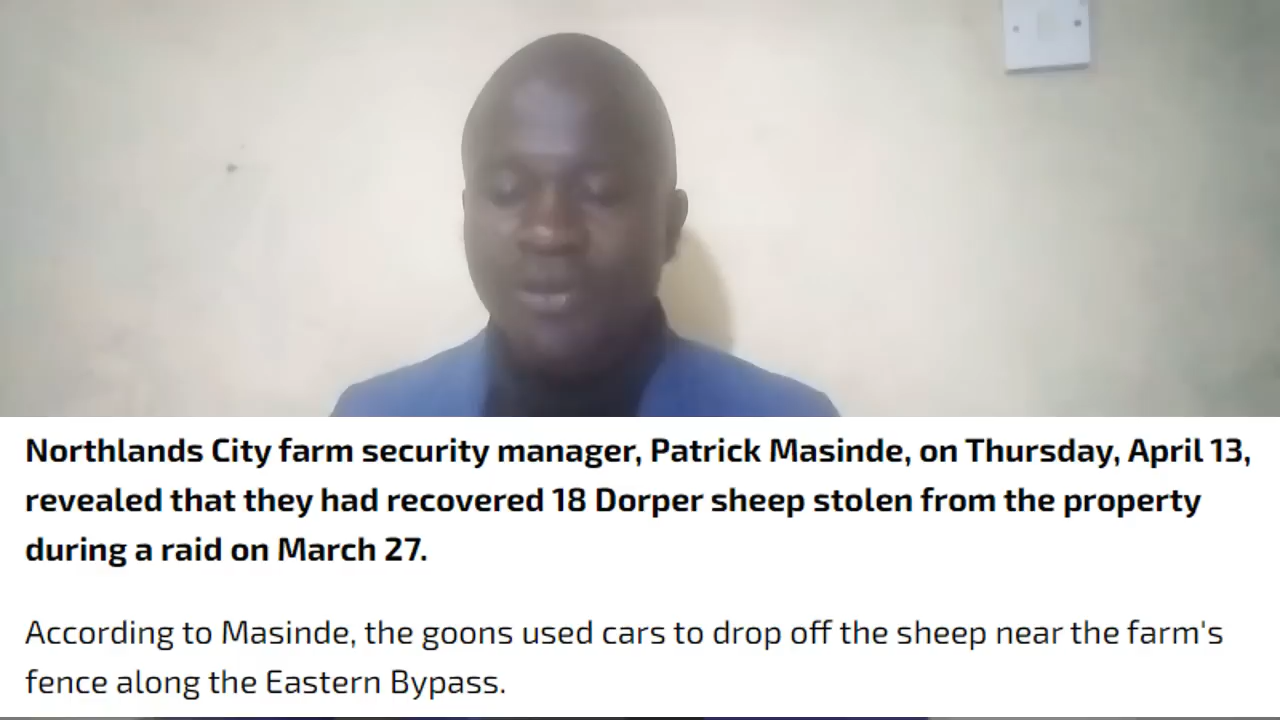 Northlands City farm security manager, Patrick Masinde, on Thursday, April 13,
revealed that they had recovered 18 Dorper sheep stolen from the property
during a raid on March 27.
According to Masinde, the goons used cars to drop off the sheep near the farm's
fence along the Eastern Bypass.